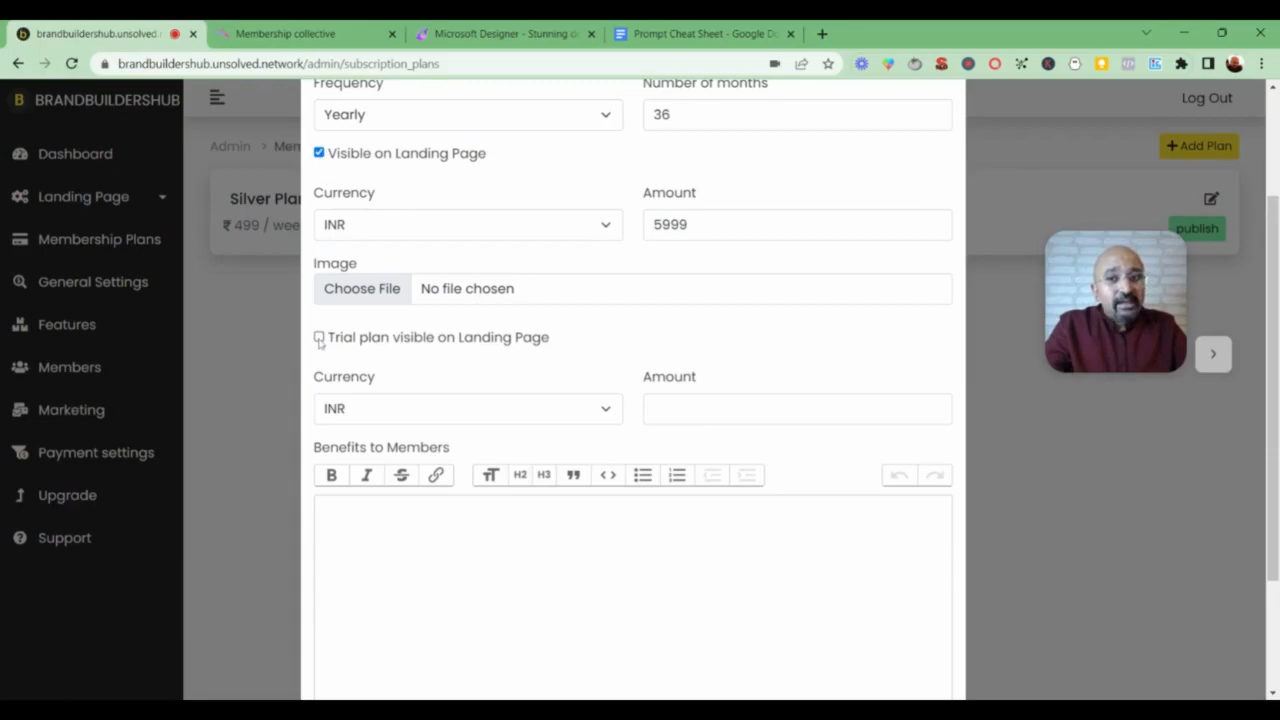 brandbuildershub.unsolved
Membership collective
Microsoft Designer - Stunning d
Prompt Cheat Sheet - Google D
brandbuildershub.unsolved.network/admin/subscription_plans
B BRANDBUILDERSHUB
Log Out
Dashboard
Landing Page
Membership Plans
General Settings
Features
Members
Marketing
Payment settings
Upgrade
Support
Admin > Mem
+ Add Plan
Silver Pla
₹ 499 / wee
publish
Frequency
Number of months
Yearly
36
Visible on Landing Page
Currency
Amount
INR
5999
Image
Choose File No file chosen
Trial plan visible on Landing Page
Currency
Amount
INR
Benefits to Members
B I S H2 H3